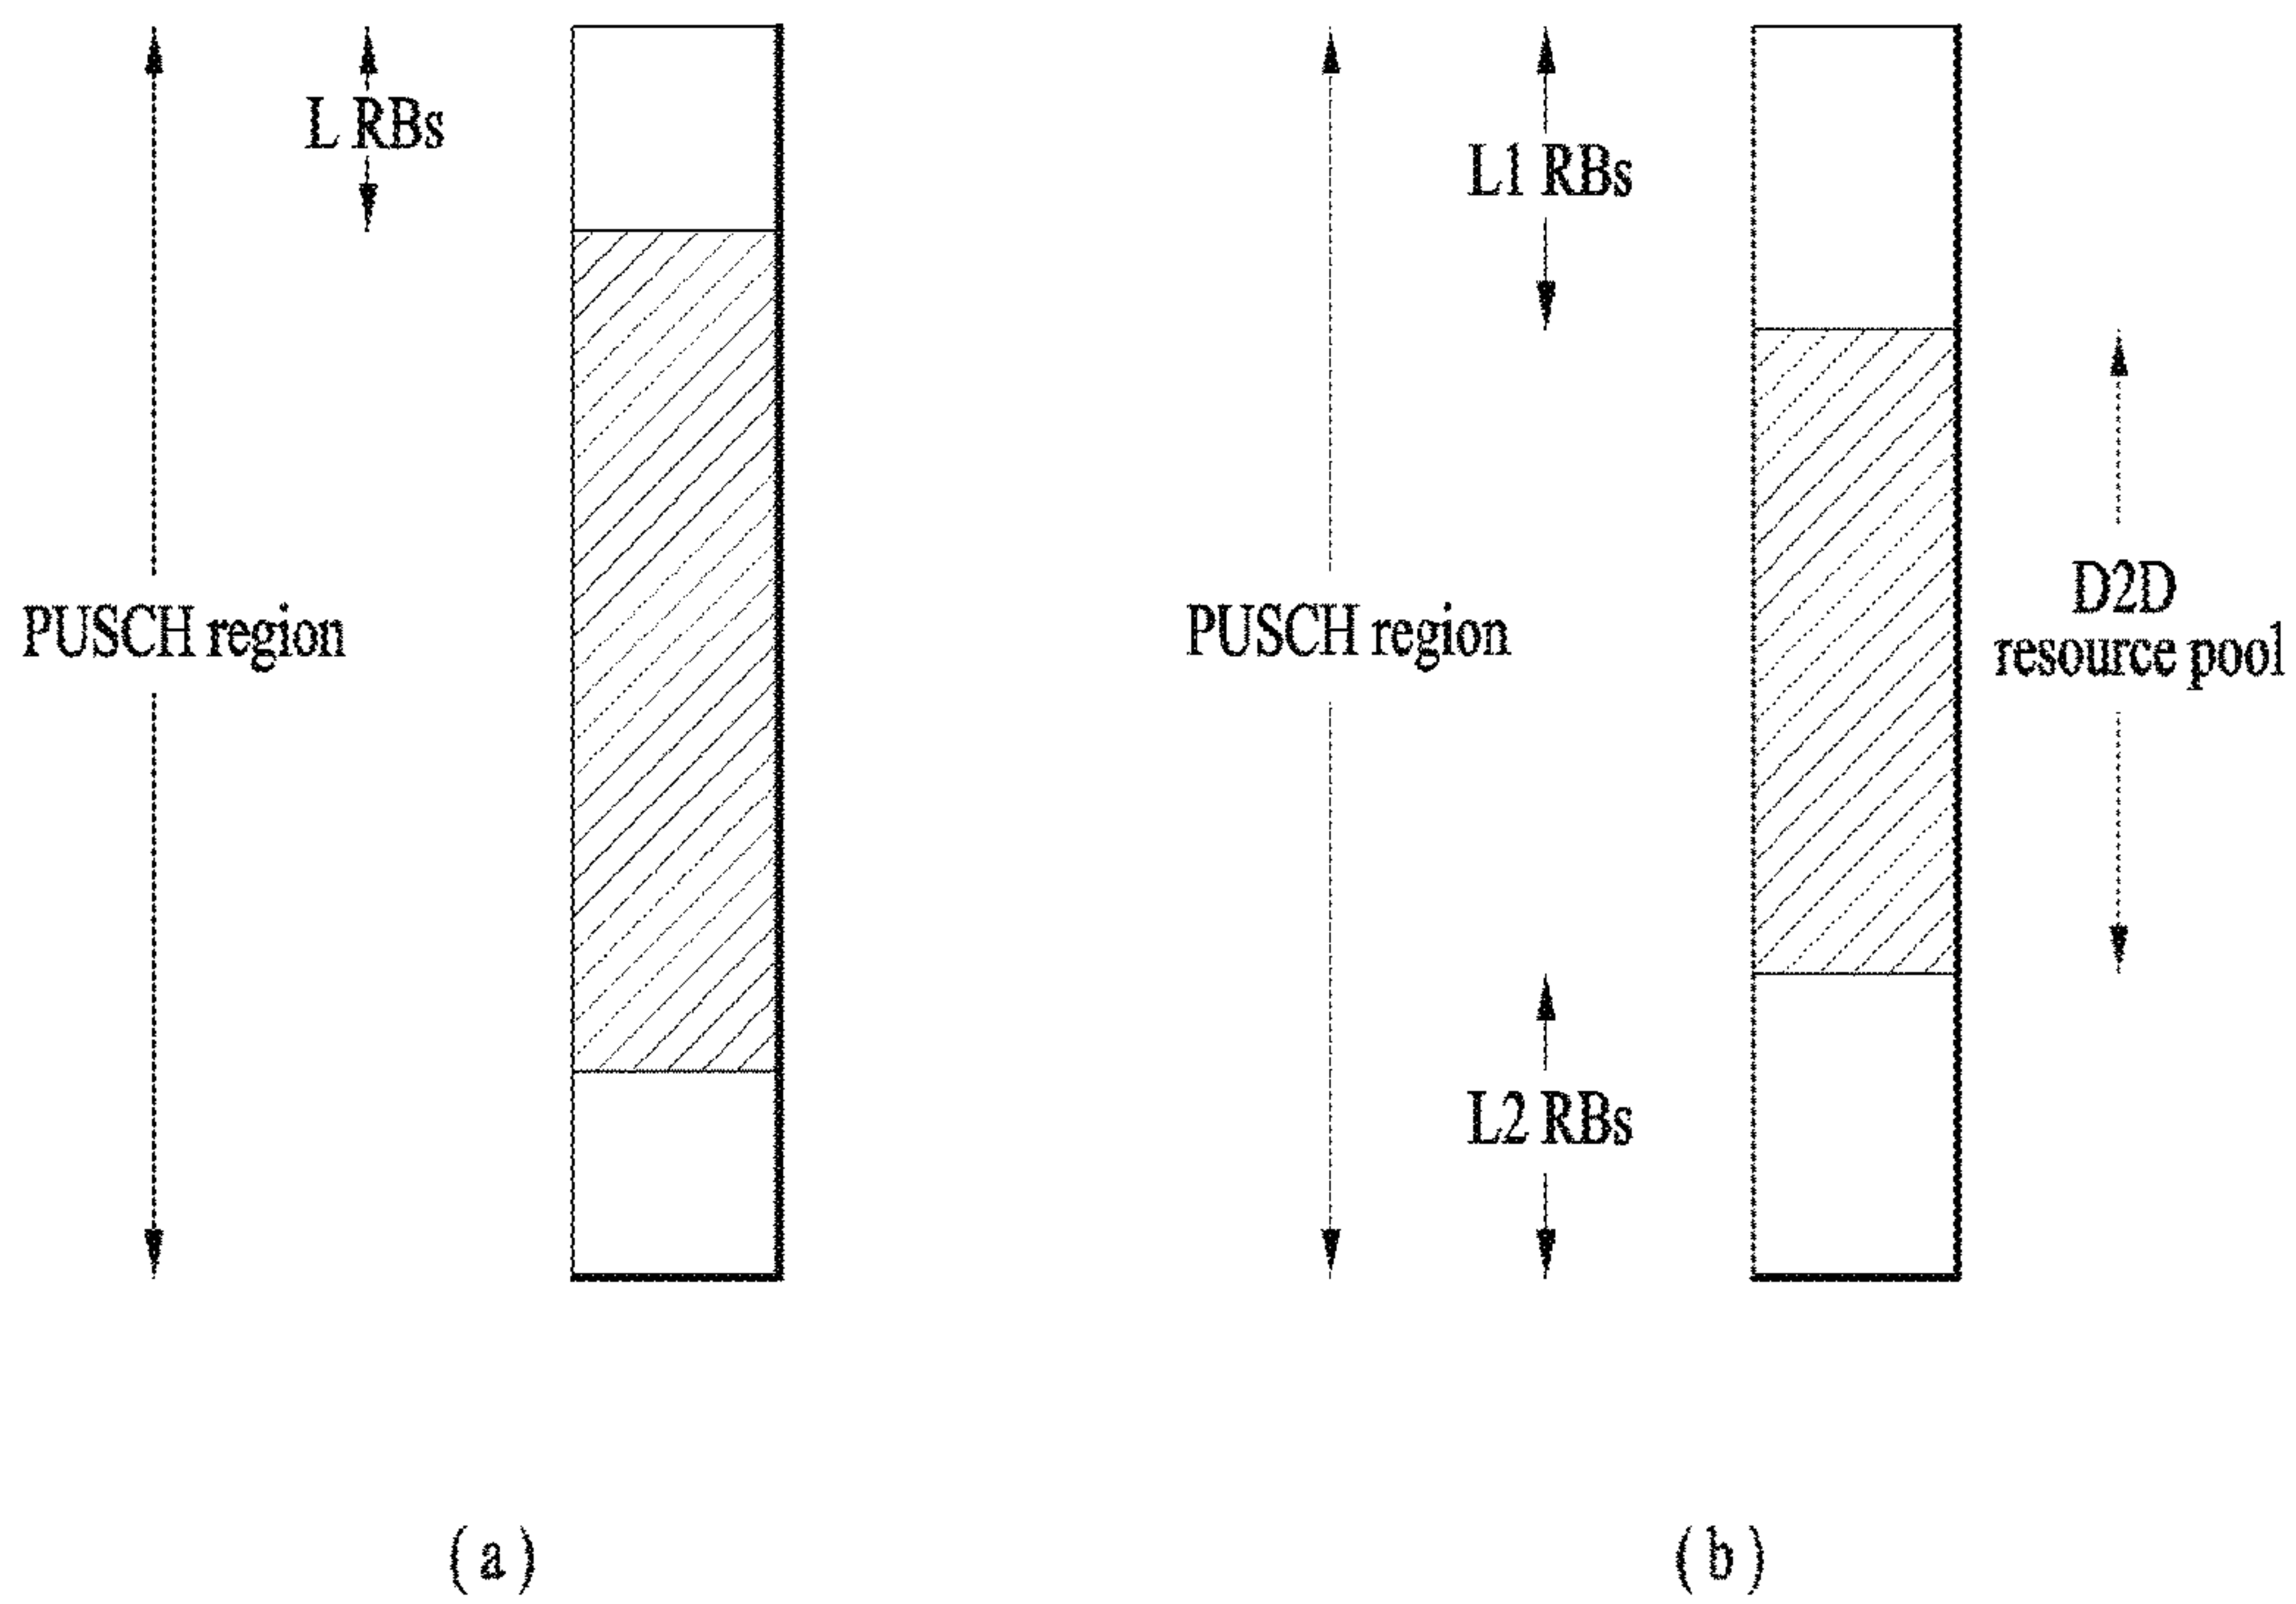 L RBs
PUSCH region
(a)
L1 RBs
PUSCH region
D2D
resource pool
L2 RBs
(b)